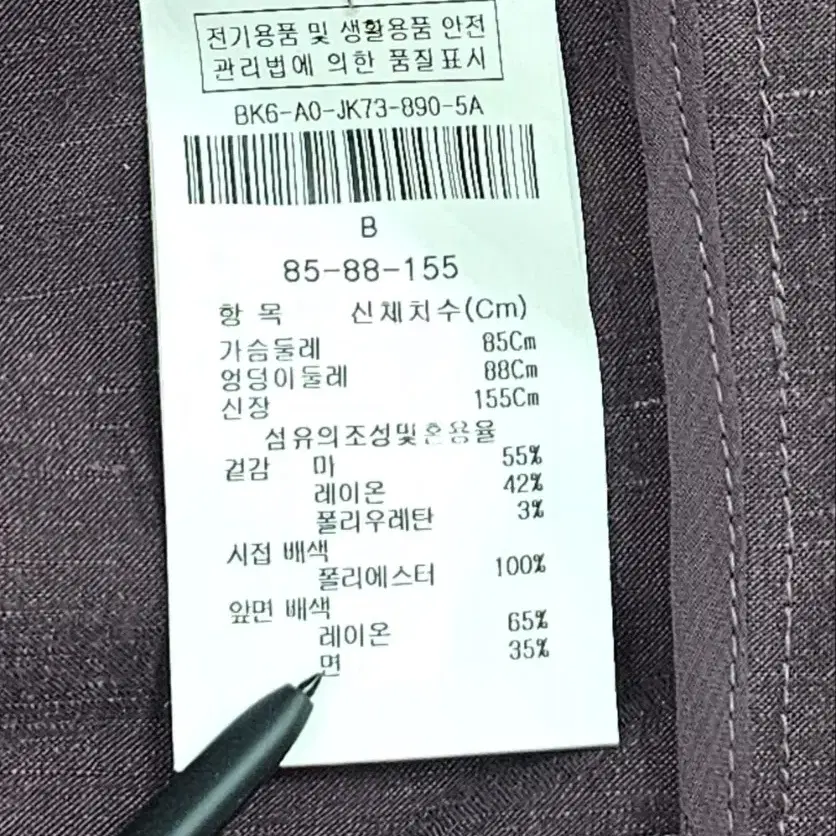 전기용품 및 생활용품 안전
관리법에 의한 품질표시
BK6-A0-JK73-890-5A
B
85-88-155
항 목 신체치수(Cm)
가슴둘레 85Cm
엉덩이둘레 88Cm
신장 155Cm
섬유의조성및혼용율
겉감 마 55%
레이온 42%
폴리우레탄 3%
시접 배색
폴리에스터 100%
앞면 배색
레이온 65%
면 35%